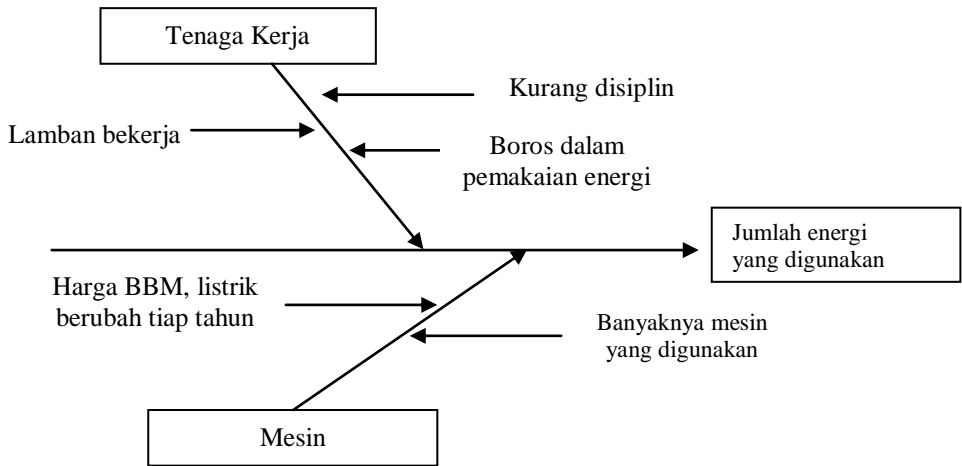 Tenaga Kerja
Kurang disiplin
Lamban bekerja
Boros dalam
pemakaian energi
Jumlah energi
yang digunakan
Harga BBM, listrik
berubah tiap tahun
Banyaknya mesin
yang digunakan
Mesin